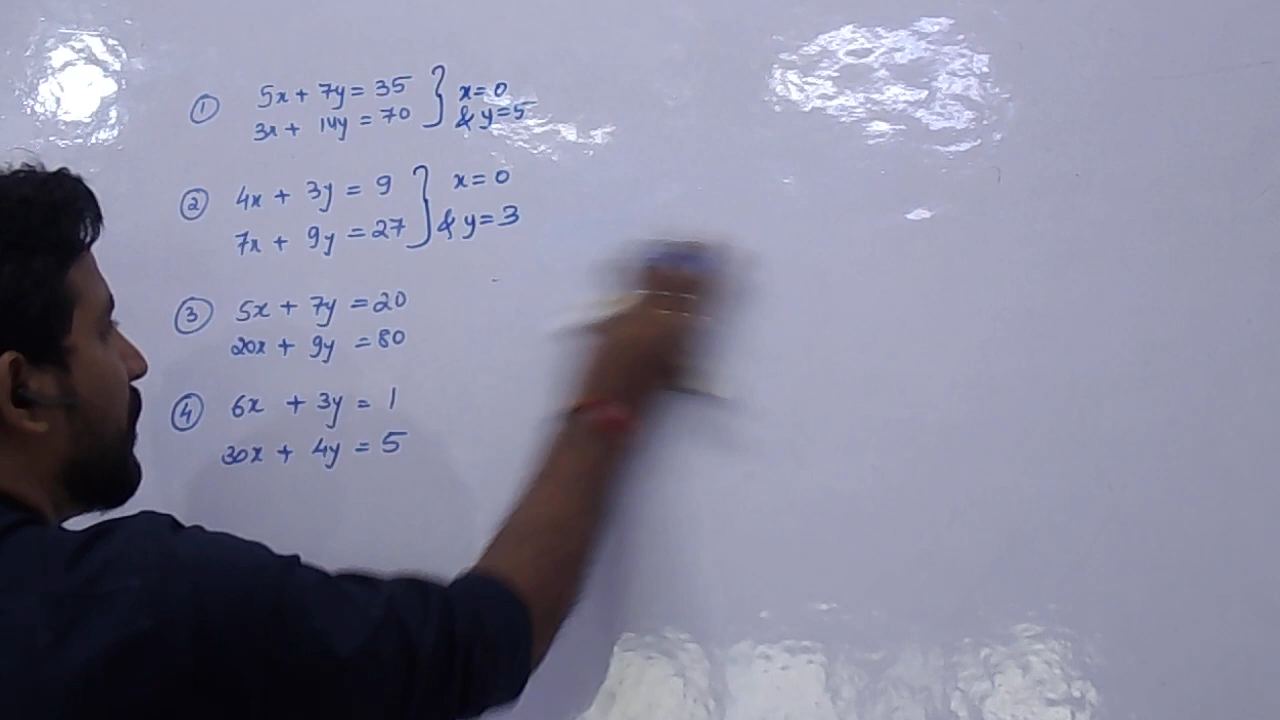 ① 5x + 7y = 35 } x=0
3x + 14y = 70 & y=5
② 4x + 3y = 9 } x=0
7x + 9y = 27 & y=3
③ 5x + 7y = 20
20x + 9y = 80
④ 6x + 3y = 1
30x + 4y = 5